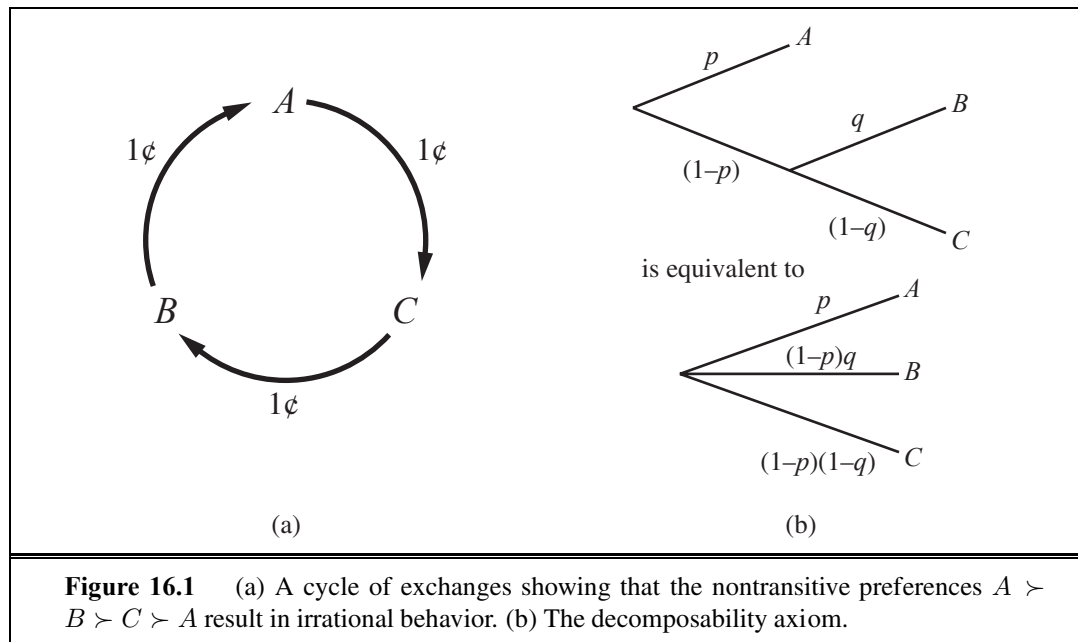 A
1¢
1¢
B
C
1¢
(a)
p
A
q
B
(1–p)
(1–q)
C
is equivalent to
p
A
(1–p)q
B
(1–p)(1–q)
C
(b)
Figure 16.1 (a) A cycle of exchanges showing that the nontransitive preferences A ≻
B ≻ C ≻ A result in irrational behavior. (b) The decomposability axiom.